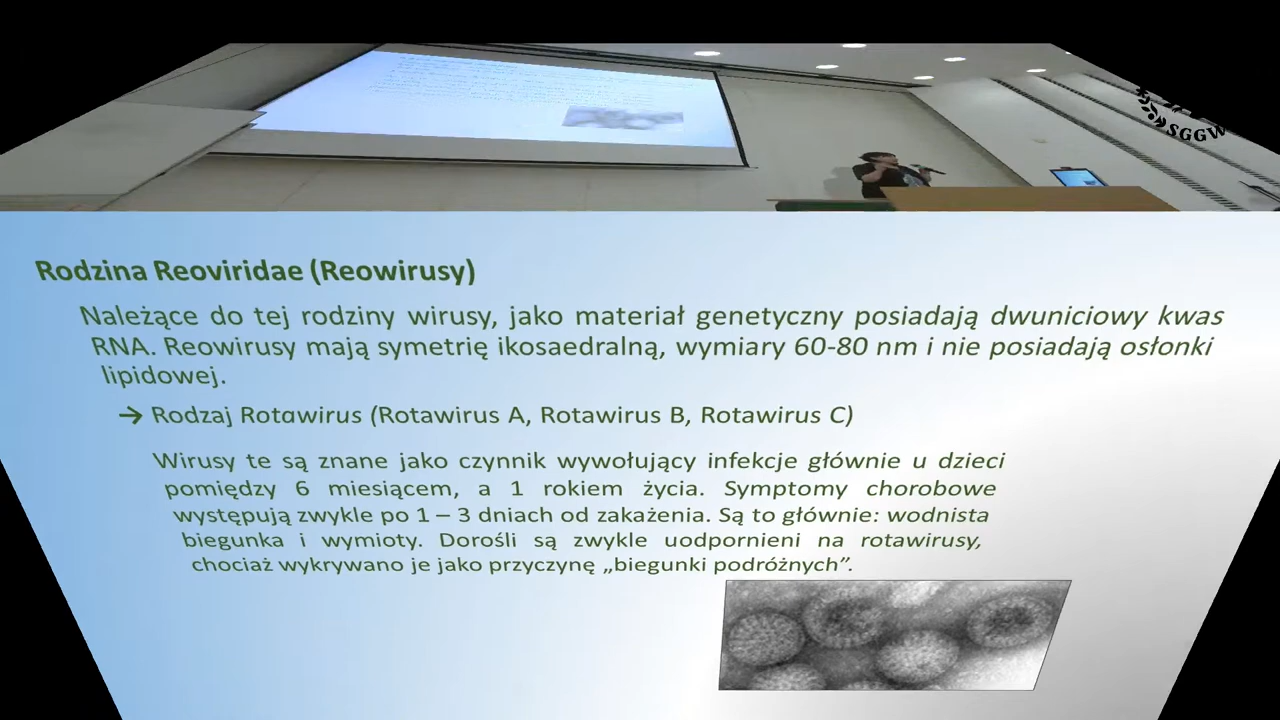 SGGW
Rodzina Reoviridae (Reowirusy)
Należące do tej rodziny wirusy, jako materiał genetyczny posiadają dwuniciowy kwas
RNA. Reowirusy mają symetrię ikosaedralną, wymiary 60-80 nm i nie posiadają osłonki
lipidowej.
→ Rodzaj Rotawirus (Rotawirus A, Rotawirus B, Rotawirus C)
Wirusy te są znane jako czynnik wywołujący infekcje głównie u dzieci
pomiędzy 6 miesiącem, a 1 rokiem życia. Symptomy chorobowe
występują zwykle po 1 – 3 dniach od zakażenia. Są to głównie: wodnista
biegunka i wymioty. Dorośli są zwykle uodpornieni na rotawirusy,
chociaż wykrywano je jako przyczynę „biegunki podróżnych”.